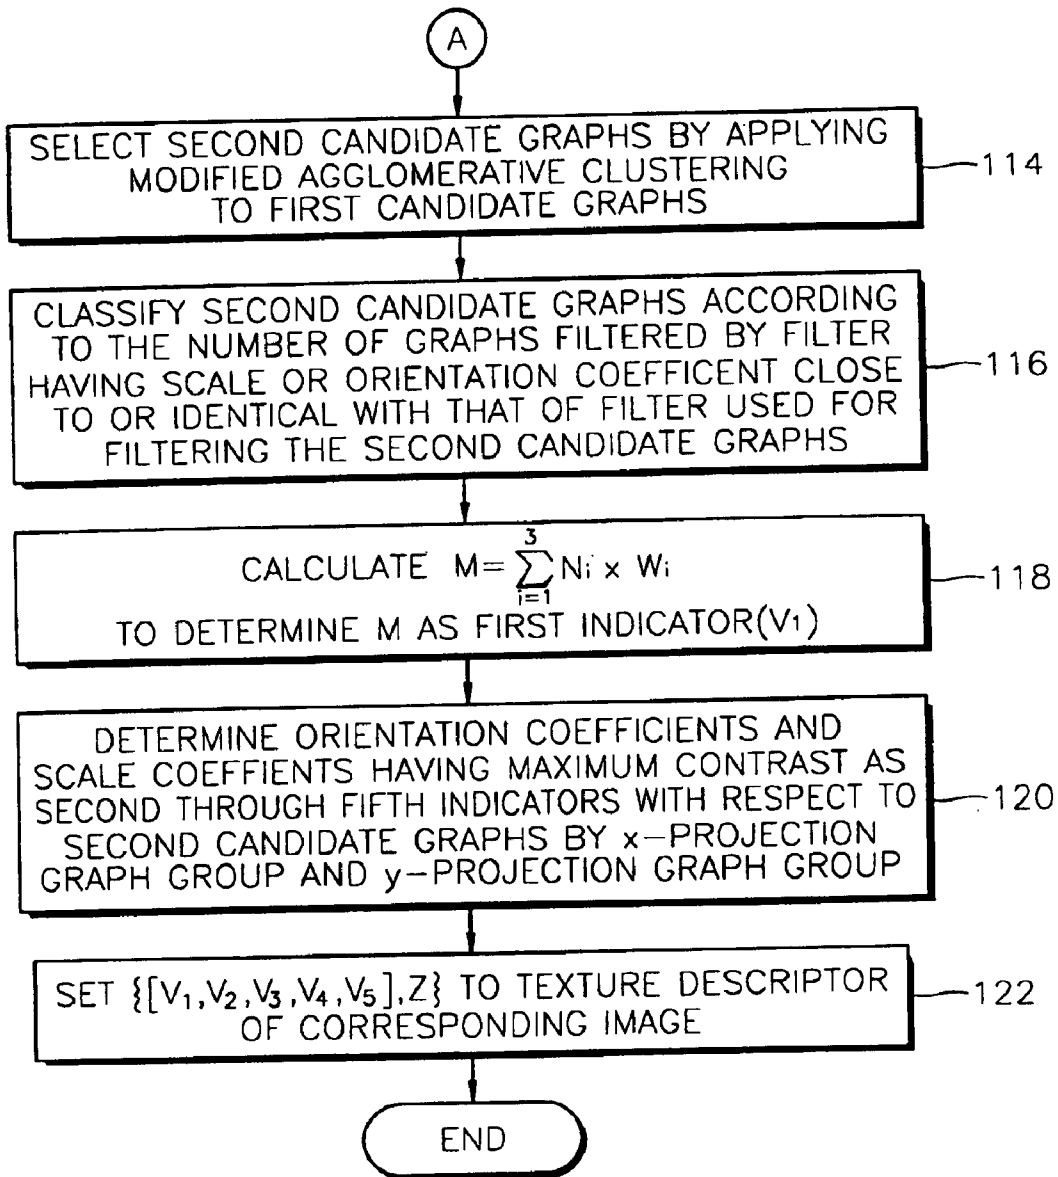 A
SELECT SECOND CANDIDATE GRAPHS BY APPLYING
MODIFIED AGGLOMERATIVE CLUSTERING
TO FIRST CANDIDATE GRAPHS
114
CLASSIFY SECOND CANDIDATE GRAPHS ACCORDING
TO THE NUMBER OF GRAPHS FILTERED BY FILTER
HAVING SCALE OR ORIENTATION COEFFICENT CLOSE
TO OR IDENTICAL WITH THAT OF FILTER USED FOR
FILTERING THE SECOND CANDIDATE GRAPHS
116
CALCULATE M=∑_{i=1}^{3} Ni × Wi
TO DETERMINE M AS FIRST INDICATOR(V1)
118
DETERMINE ORIENTATION COEFFICIENTS AND
SCALE COEFFIENTS HAVING MAXIMUM CONTRAST AS
SECOND THROUGH FIFTH INDICATORS WITH RESPECT TO
SECOND CANDIDATE GRAPHS BY x-PROJECTION
GRAPH GROUP AND y-PROJECTION GRAPH GROUP
120
SET {[V1,V2,V3,V4,V5],Z} TO TEXTURE DESCRIPTOR
OF CORRESPONDING IMAGE
122
END